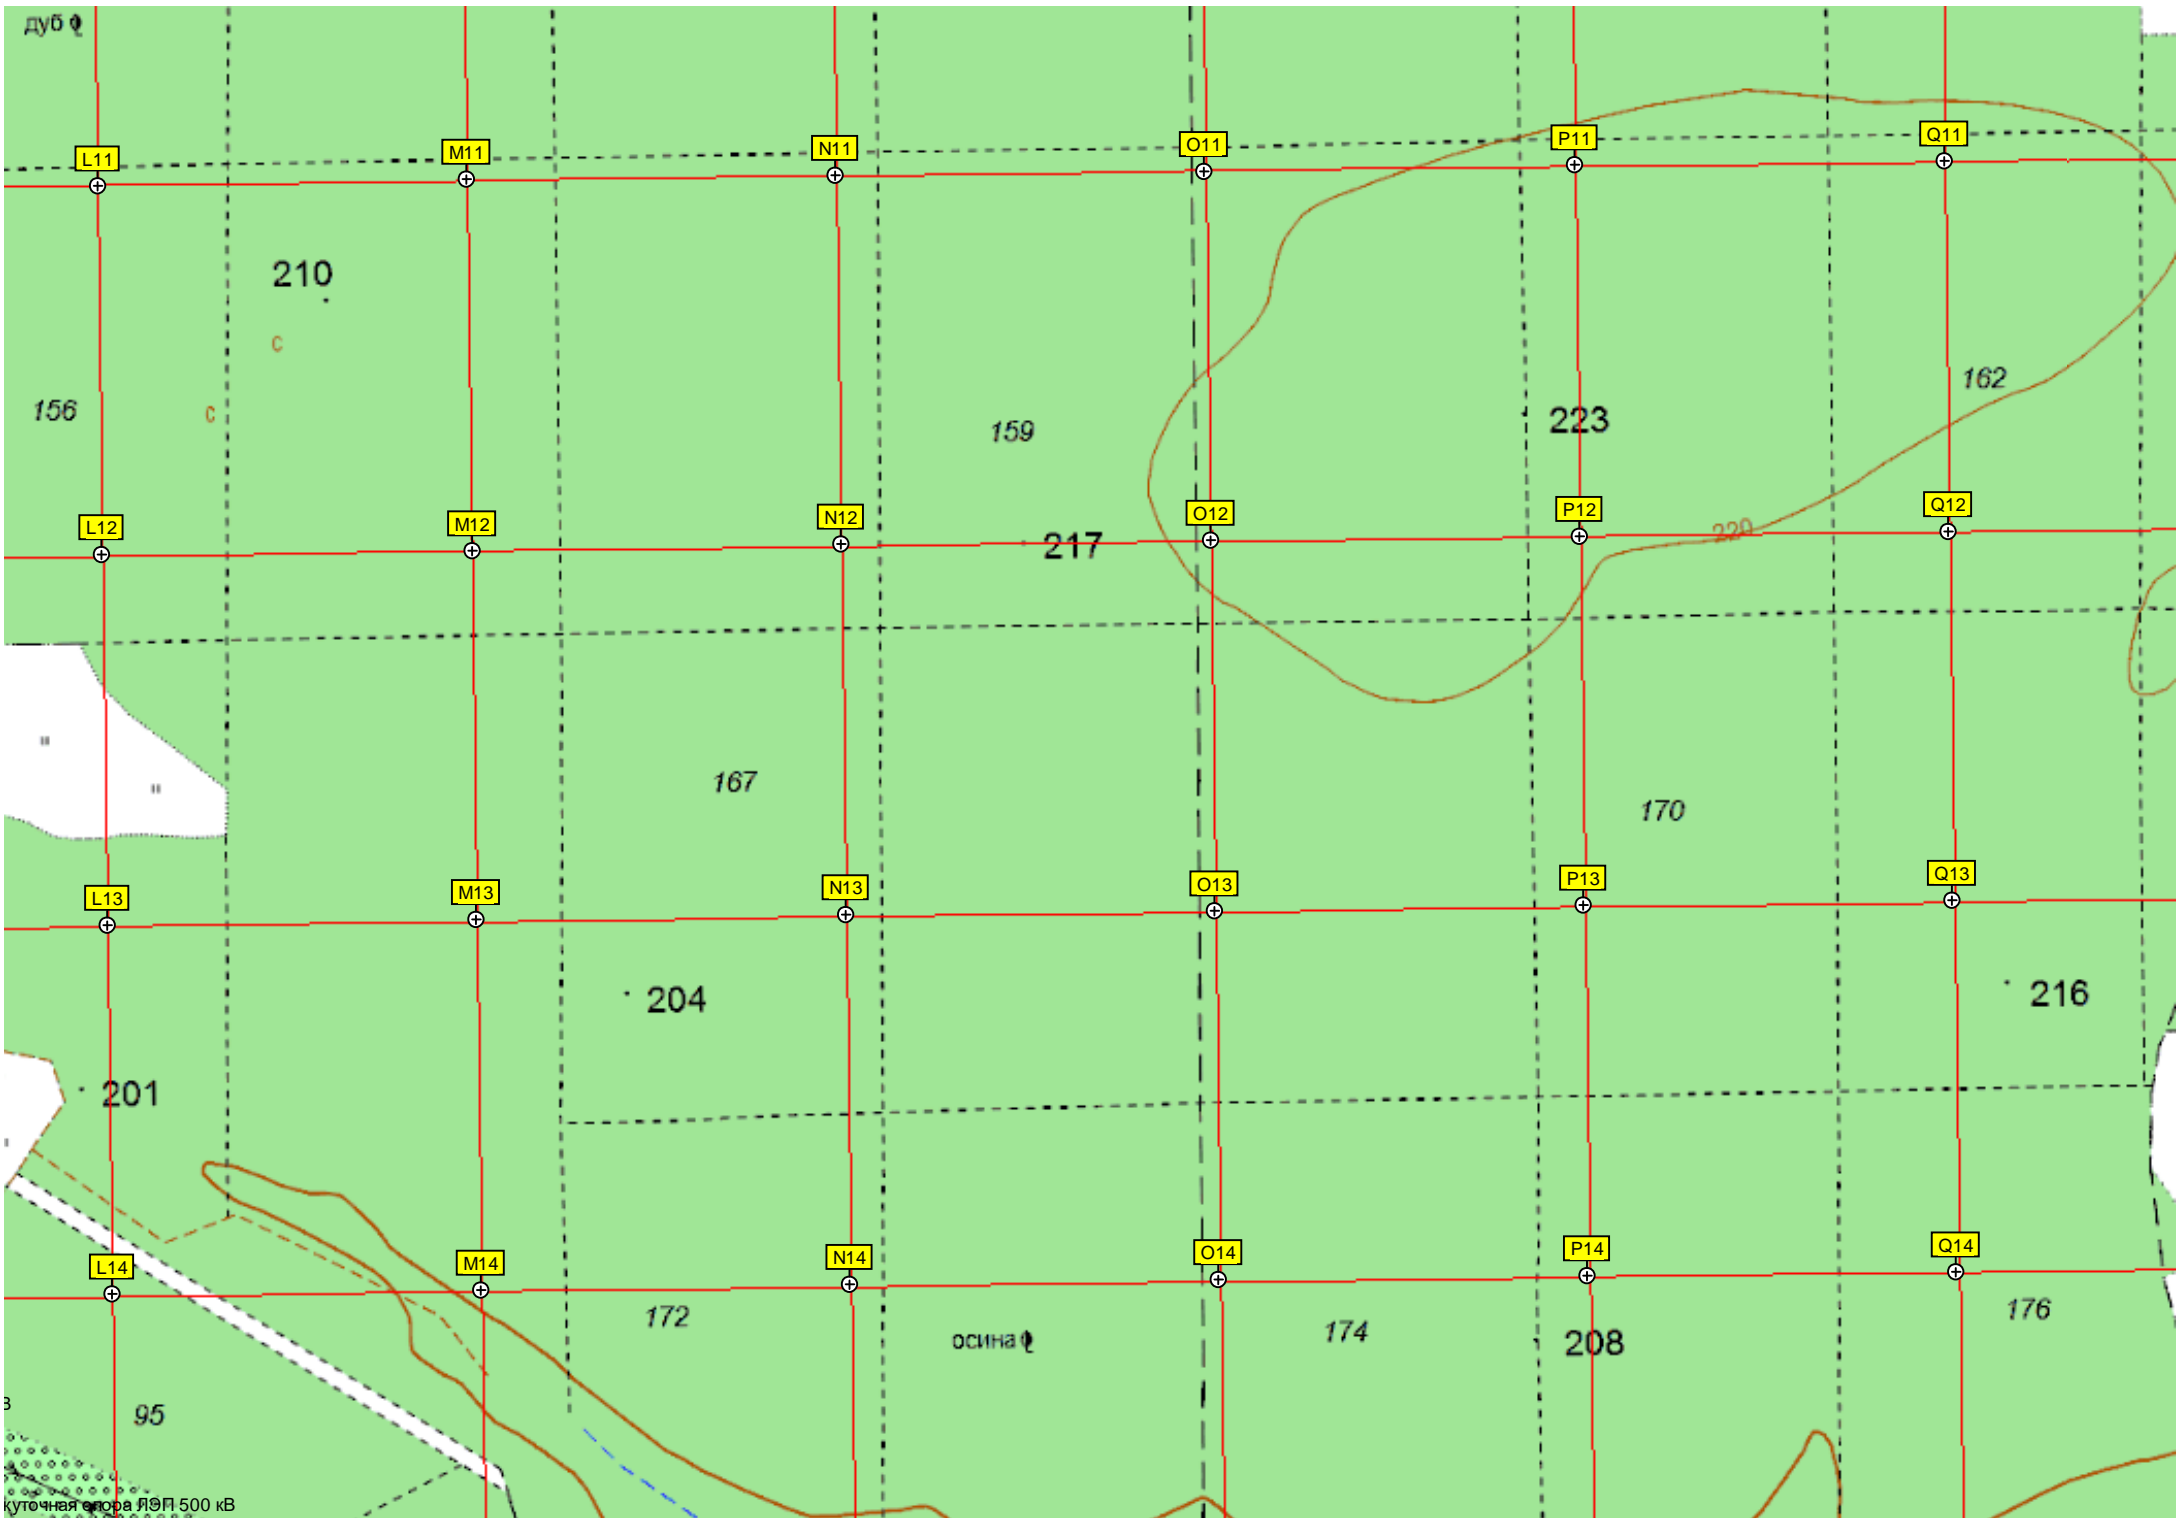 дуб
L11 M11 N11 O11 P11 Q11
210
с
156 с 159 223 162
L12 M12 N12 O12 P12 Q12
217 220
167 170
L13 M13 N13 O13 P13 Q13
204 216
201
L14 M14 N14 O14 P14 Q14
172 осина 174 208 176
95
в
куточная опора ЛЭП 500 кВ